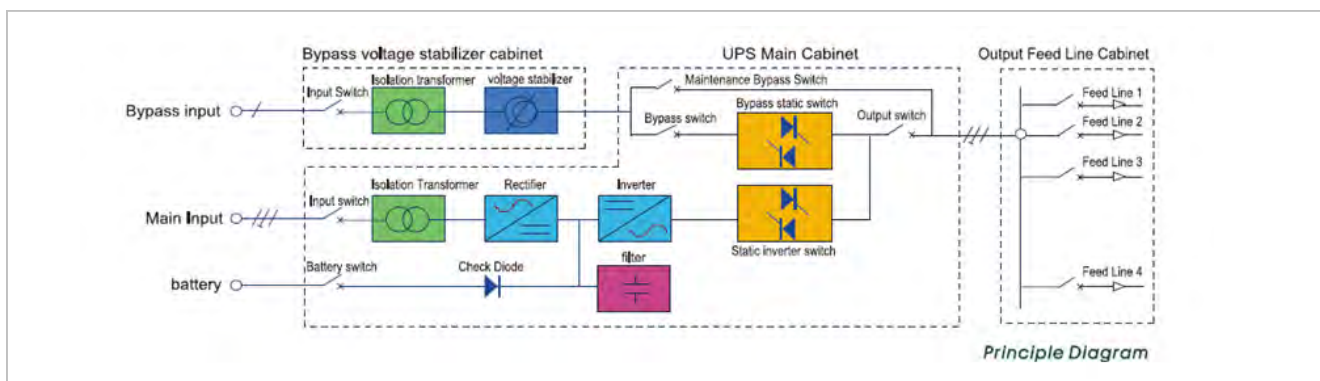 Bypass voltage stabilizer cabinet
UPS Main Cabinet
Output Feed Line Cabinet
Isolation transformer
voltage stabilizer
Input Switch
Bypass input
Maintenance Bypass Switch
Bypass static switch
Bypass switch
Output switch
Feed Line 1
Feed Line 2
Feed Line 3
Isolation Transformer
Rectifier
Inverter
Input switch
Main Input
Static inverter switch
Battery switch
Check Diode
filter
battery
Feed Line 4
Principle Diagram